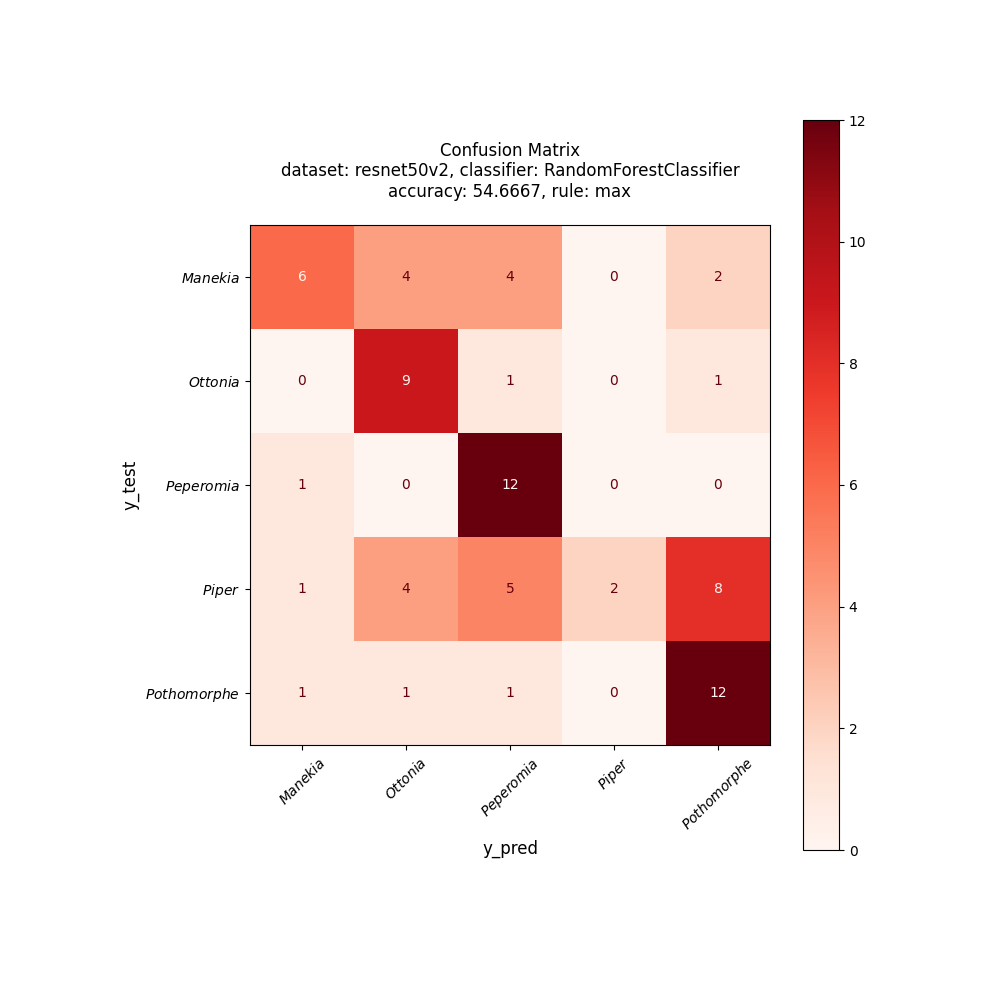 Confusion Matrix
dataset: resnet50v2, classifier: RandomForestClassifier
accuracy: 54.6667, rule: max
12
10
8
6
4
2
0
y_test
Manekia 6 4 4 0 2
Ottonia 0 9 1 0 1
Peperomia 1 0 12 0 0
Piper 1 4 5 2 8
Pothomorphe 1 1 1 0 12
Manekia Ottonia Peperomia Piper Pothomorphe
y_pred